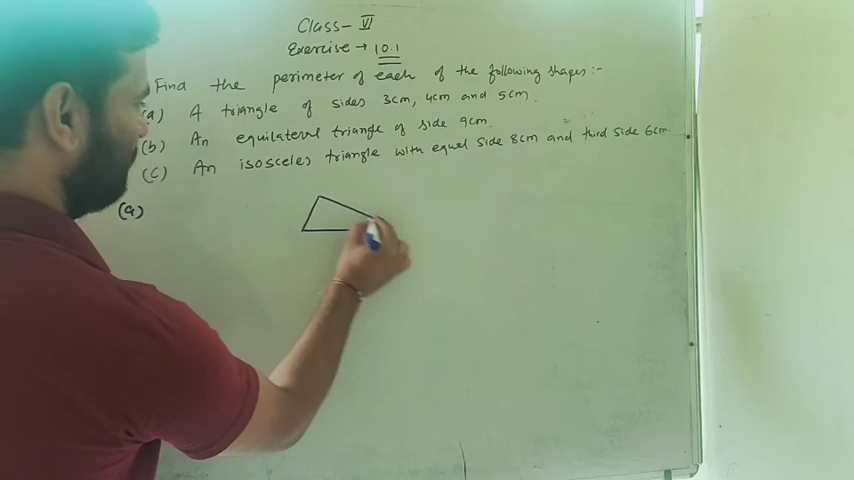 Class- VI
Exercise → 10.1
Find the perimeter of each of the following shapes:-
(a) A triangle of sides 3cm, 4cm and 5cm.
(b) An equilateral triangle of side 9cm.
(c) An isosceles triangle with equal side 8cm and third side 6cm.
(a)